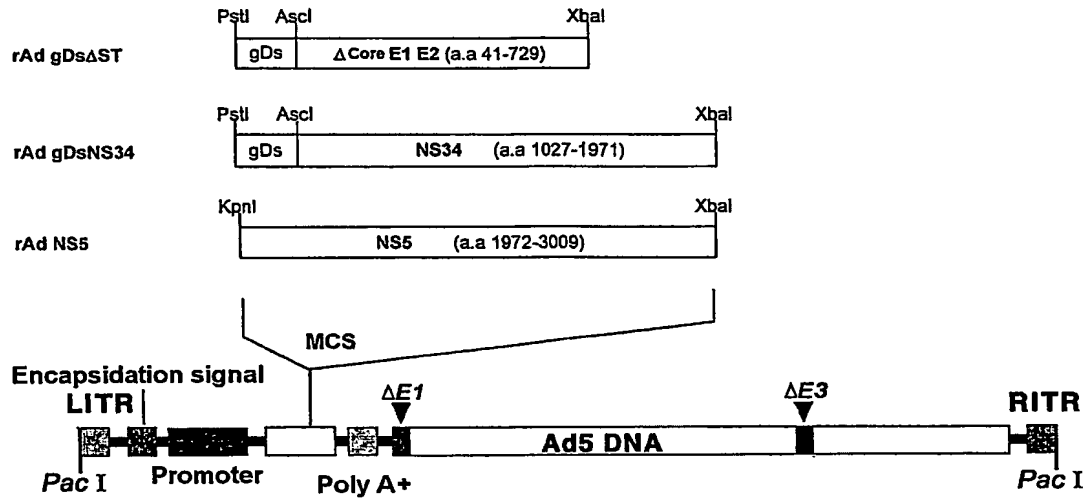 PstI AscI XbaI
rAd gDsΔST gDs Δ Core E1 E2 (a.a 41-729)
PstI AscI XbaI
rAd gDsNS34 gDs NS34 (a.a 1027-1971)
KpnI XbaI
rAd NS5 NS5 (a.a 1972-3009)
MCS
Encapsidation signal
LITR ΔE1 ΔE3 RITR
Ad5 DNA
Pac I Promoter Poly A+ Pac I